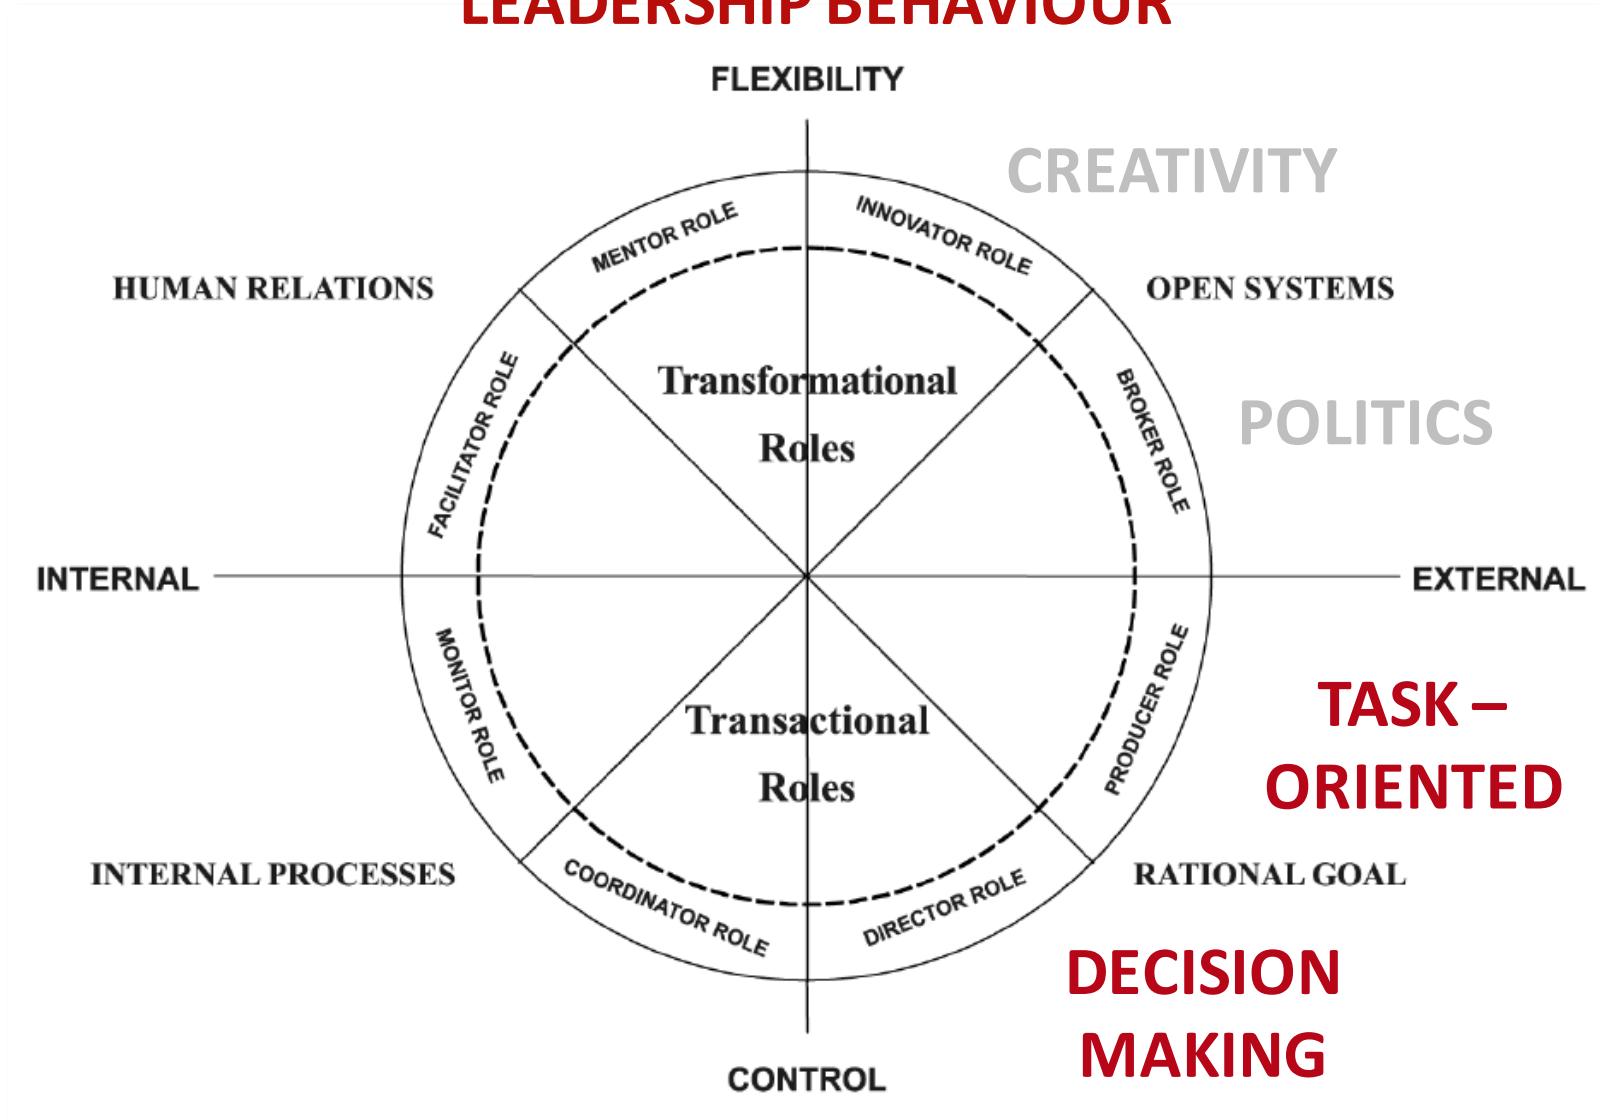 LEADERSHIP BEHAVIOUR
FLEXIBILITY
CREATIVITY
MENTOR ROLE
INNOVATOR ROLE
HUMAN RELATIONS
OPEN SYSTEMS
FACILITATOR ROLE
Transformational
Roles
BROKER ROLE
POLITICS
INTERNAL
EXTERNAL
MONITOR ROLE
Transactional
Roles
PRODUCER ROLE
TASK –
ORIENTED
INTERNAL PROCESSES
RATIONAL GOAL
COORDINATOR ROLE
DIRECTOR ROLE
DECISION
MAKING
CONTROL